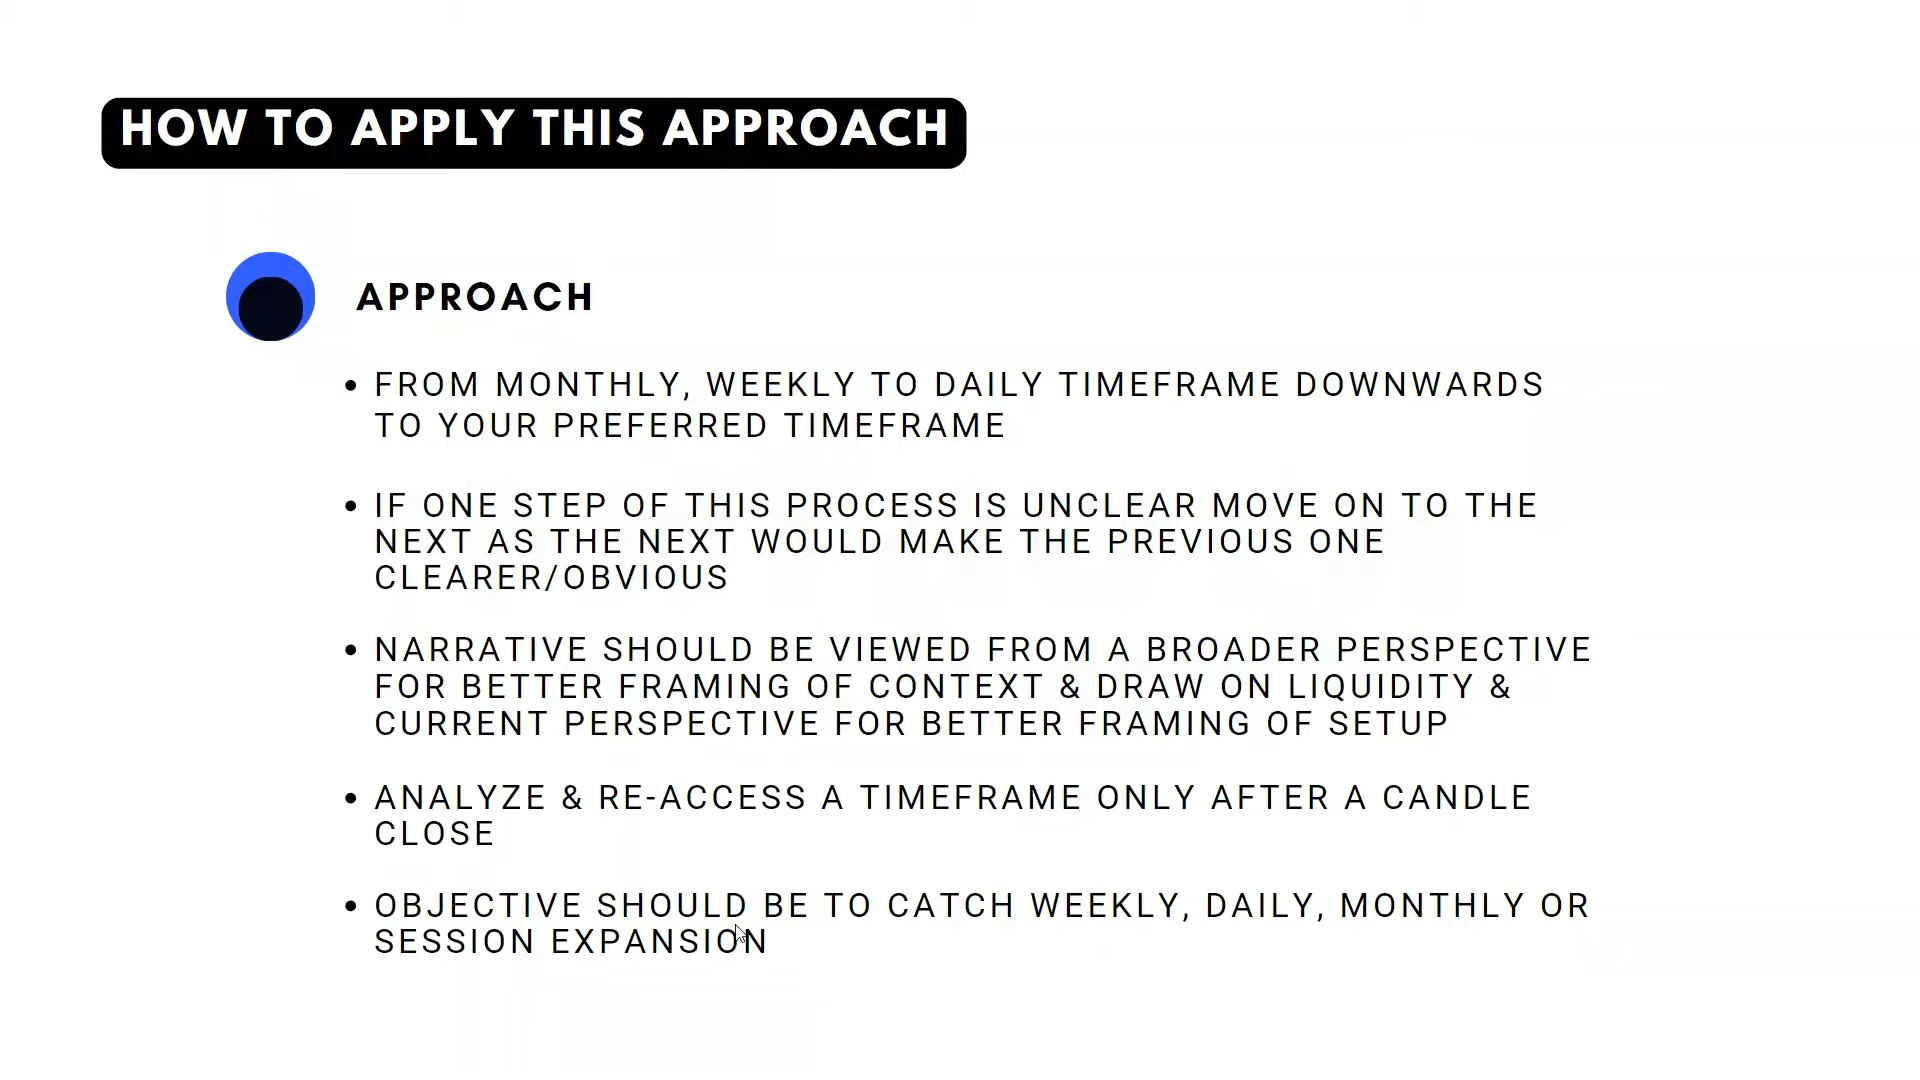 HOW TO APPLY THIS APPROACH
APPROACH
• FROM MONTHLY, WEEKLY TO DAILY TIMEFRAME DOWNWARDS
TO YOUR PREFERRED TIMEFRAME
• IF ONE STEP OF THIS PROCESS IS UNCLEAR MOVE ON TO THE
NEXT AS THE NEXT WOULD MAKE THE PREVIOUS ONE
CLEARER/OBVIOUS
• NARRATIVE SHOULD BE VIEWED FROM A BROADER PERSPECTIVE
FOR BETTER FRAMING OF CONTEXT & DRAW ON LIQUIDITY &
CURRENT PERSPECTIVE FOR BETTER FRAMING OF SETUP
• ANALYZE & RE-ACCESS A TIMEFRAME ONLY AFTER A CANDLE
CLOSE
• OBJECTIVE SHOULD BE TO CATCH WEEKLY, DAILY, MONTHLY OR
SESSION EXPANSION